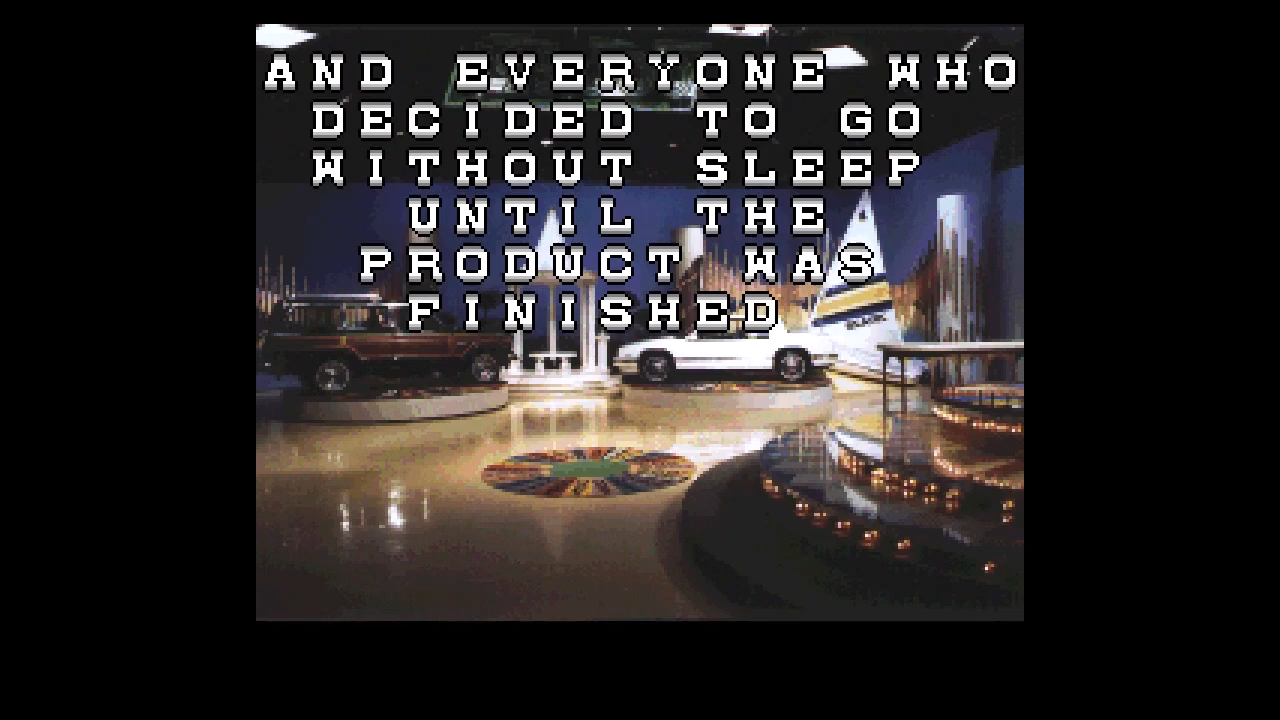 AND EVERYONE WHO
DECIDED TO GO
WITHOUT SLEEP
UNTIL THE
PRODUCT WAS
FINISHED